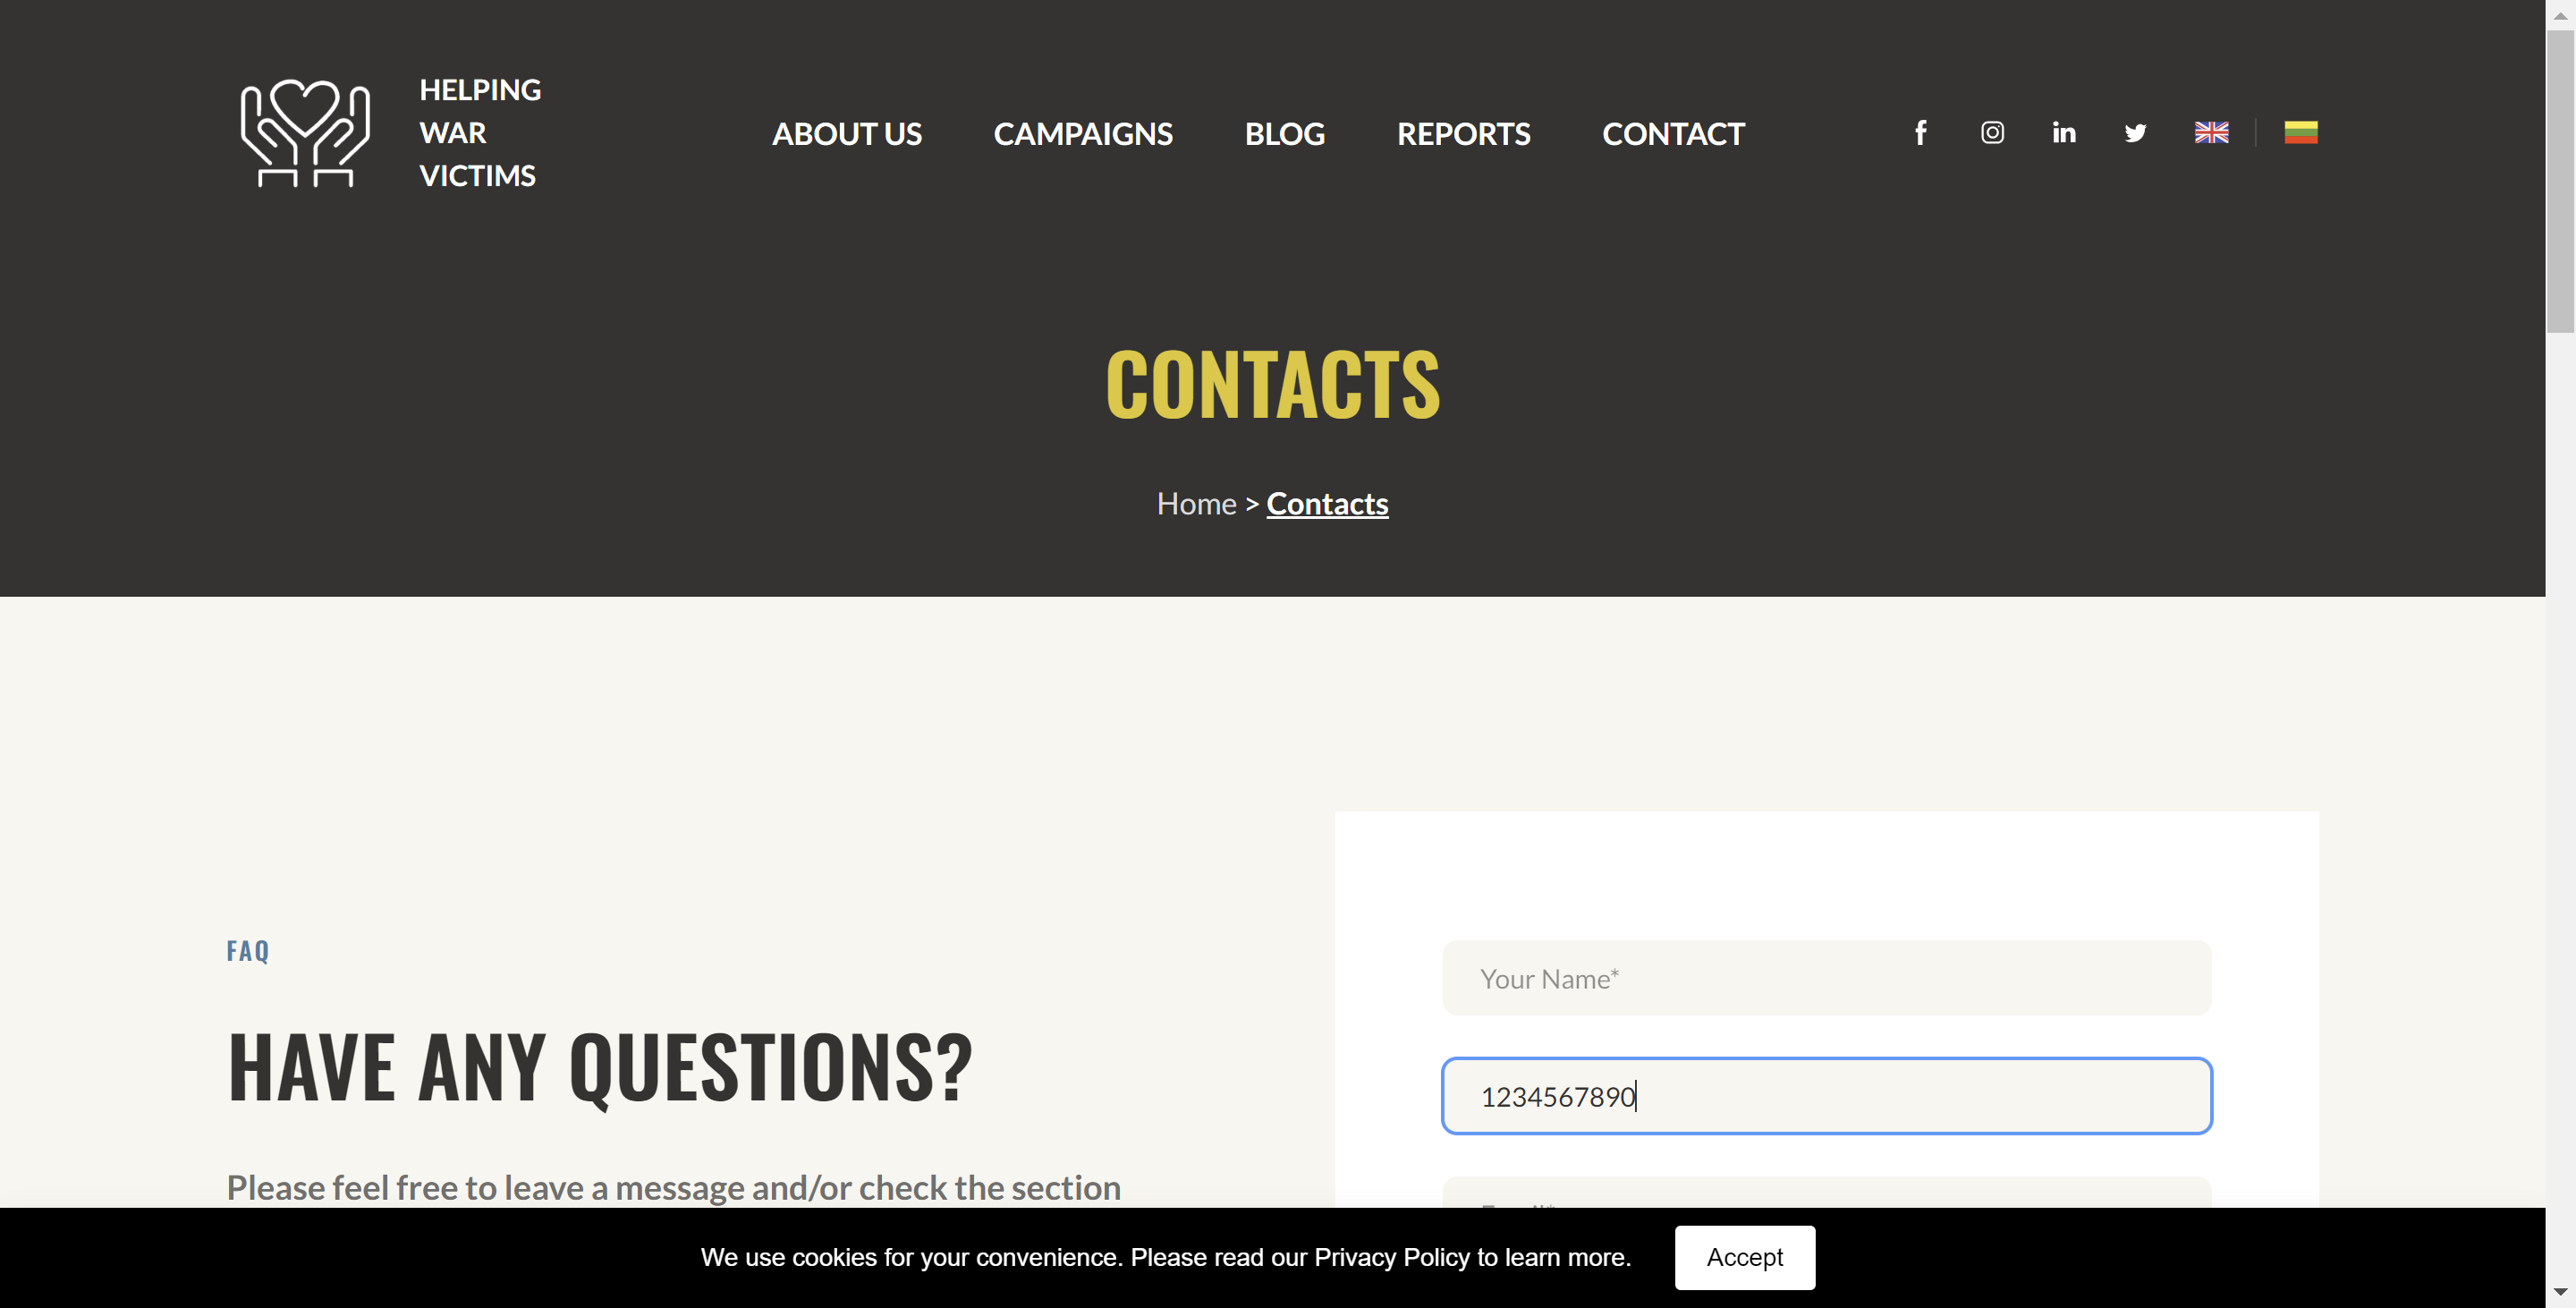 HELPING
WAR
VICTIMS
ABOUT US CAMPAIGNS BLOG REPORTS CONTACT
CONTACTS
Home > Contacts
FAQ
HAVE ANY QUESTIONS?
Please feel free to leave a message and/or check the section
Your Name*
1234567890
We use cookies for your convenience. Please read our Privacy Policy to learn more.
Accept